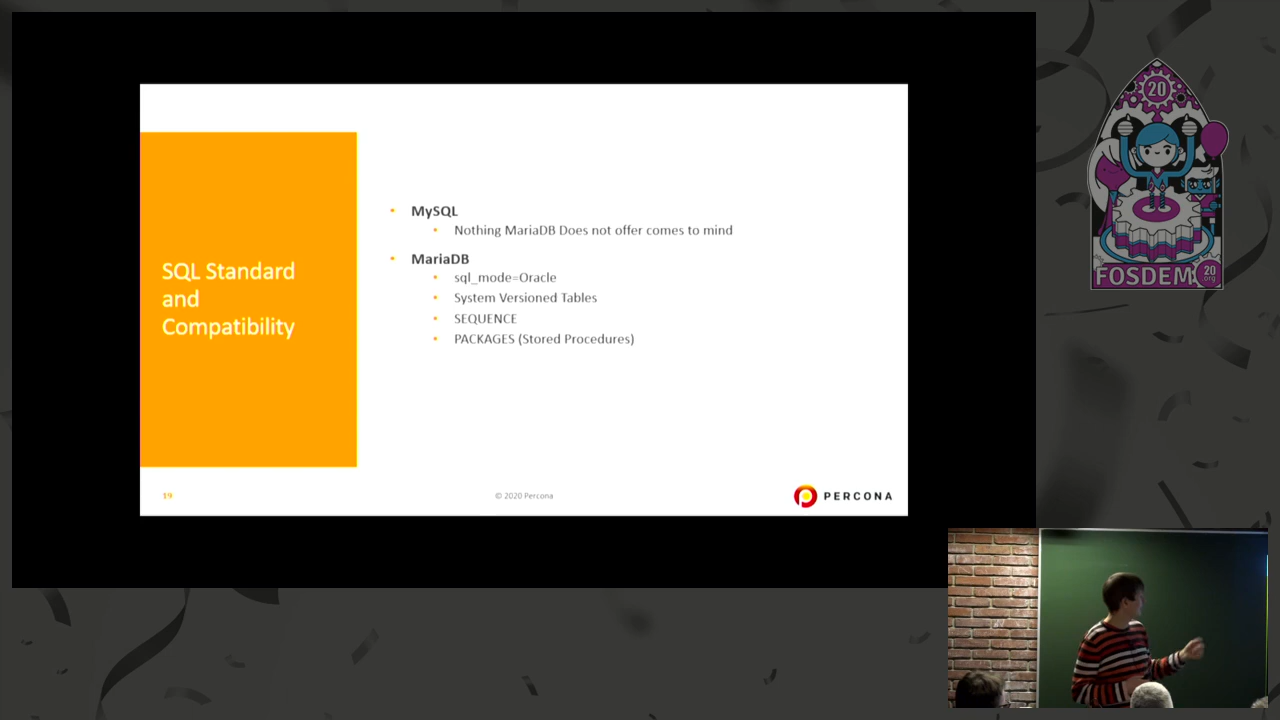 SQL Standard
and
Compatibility
• MySQL
• Nothing MariaDB Does not offer comes to mind
• MariaDB
• sql_mode=Oracle
• System Versioned Tables
• SEQUENCE
• PACKAGES (Stored Procedures)
19
© 2020 Percona
PERCONA
20
FOSDEM
20
org